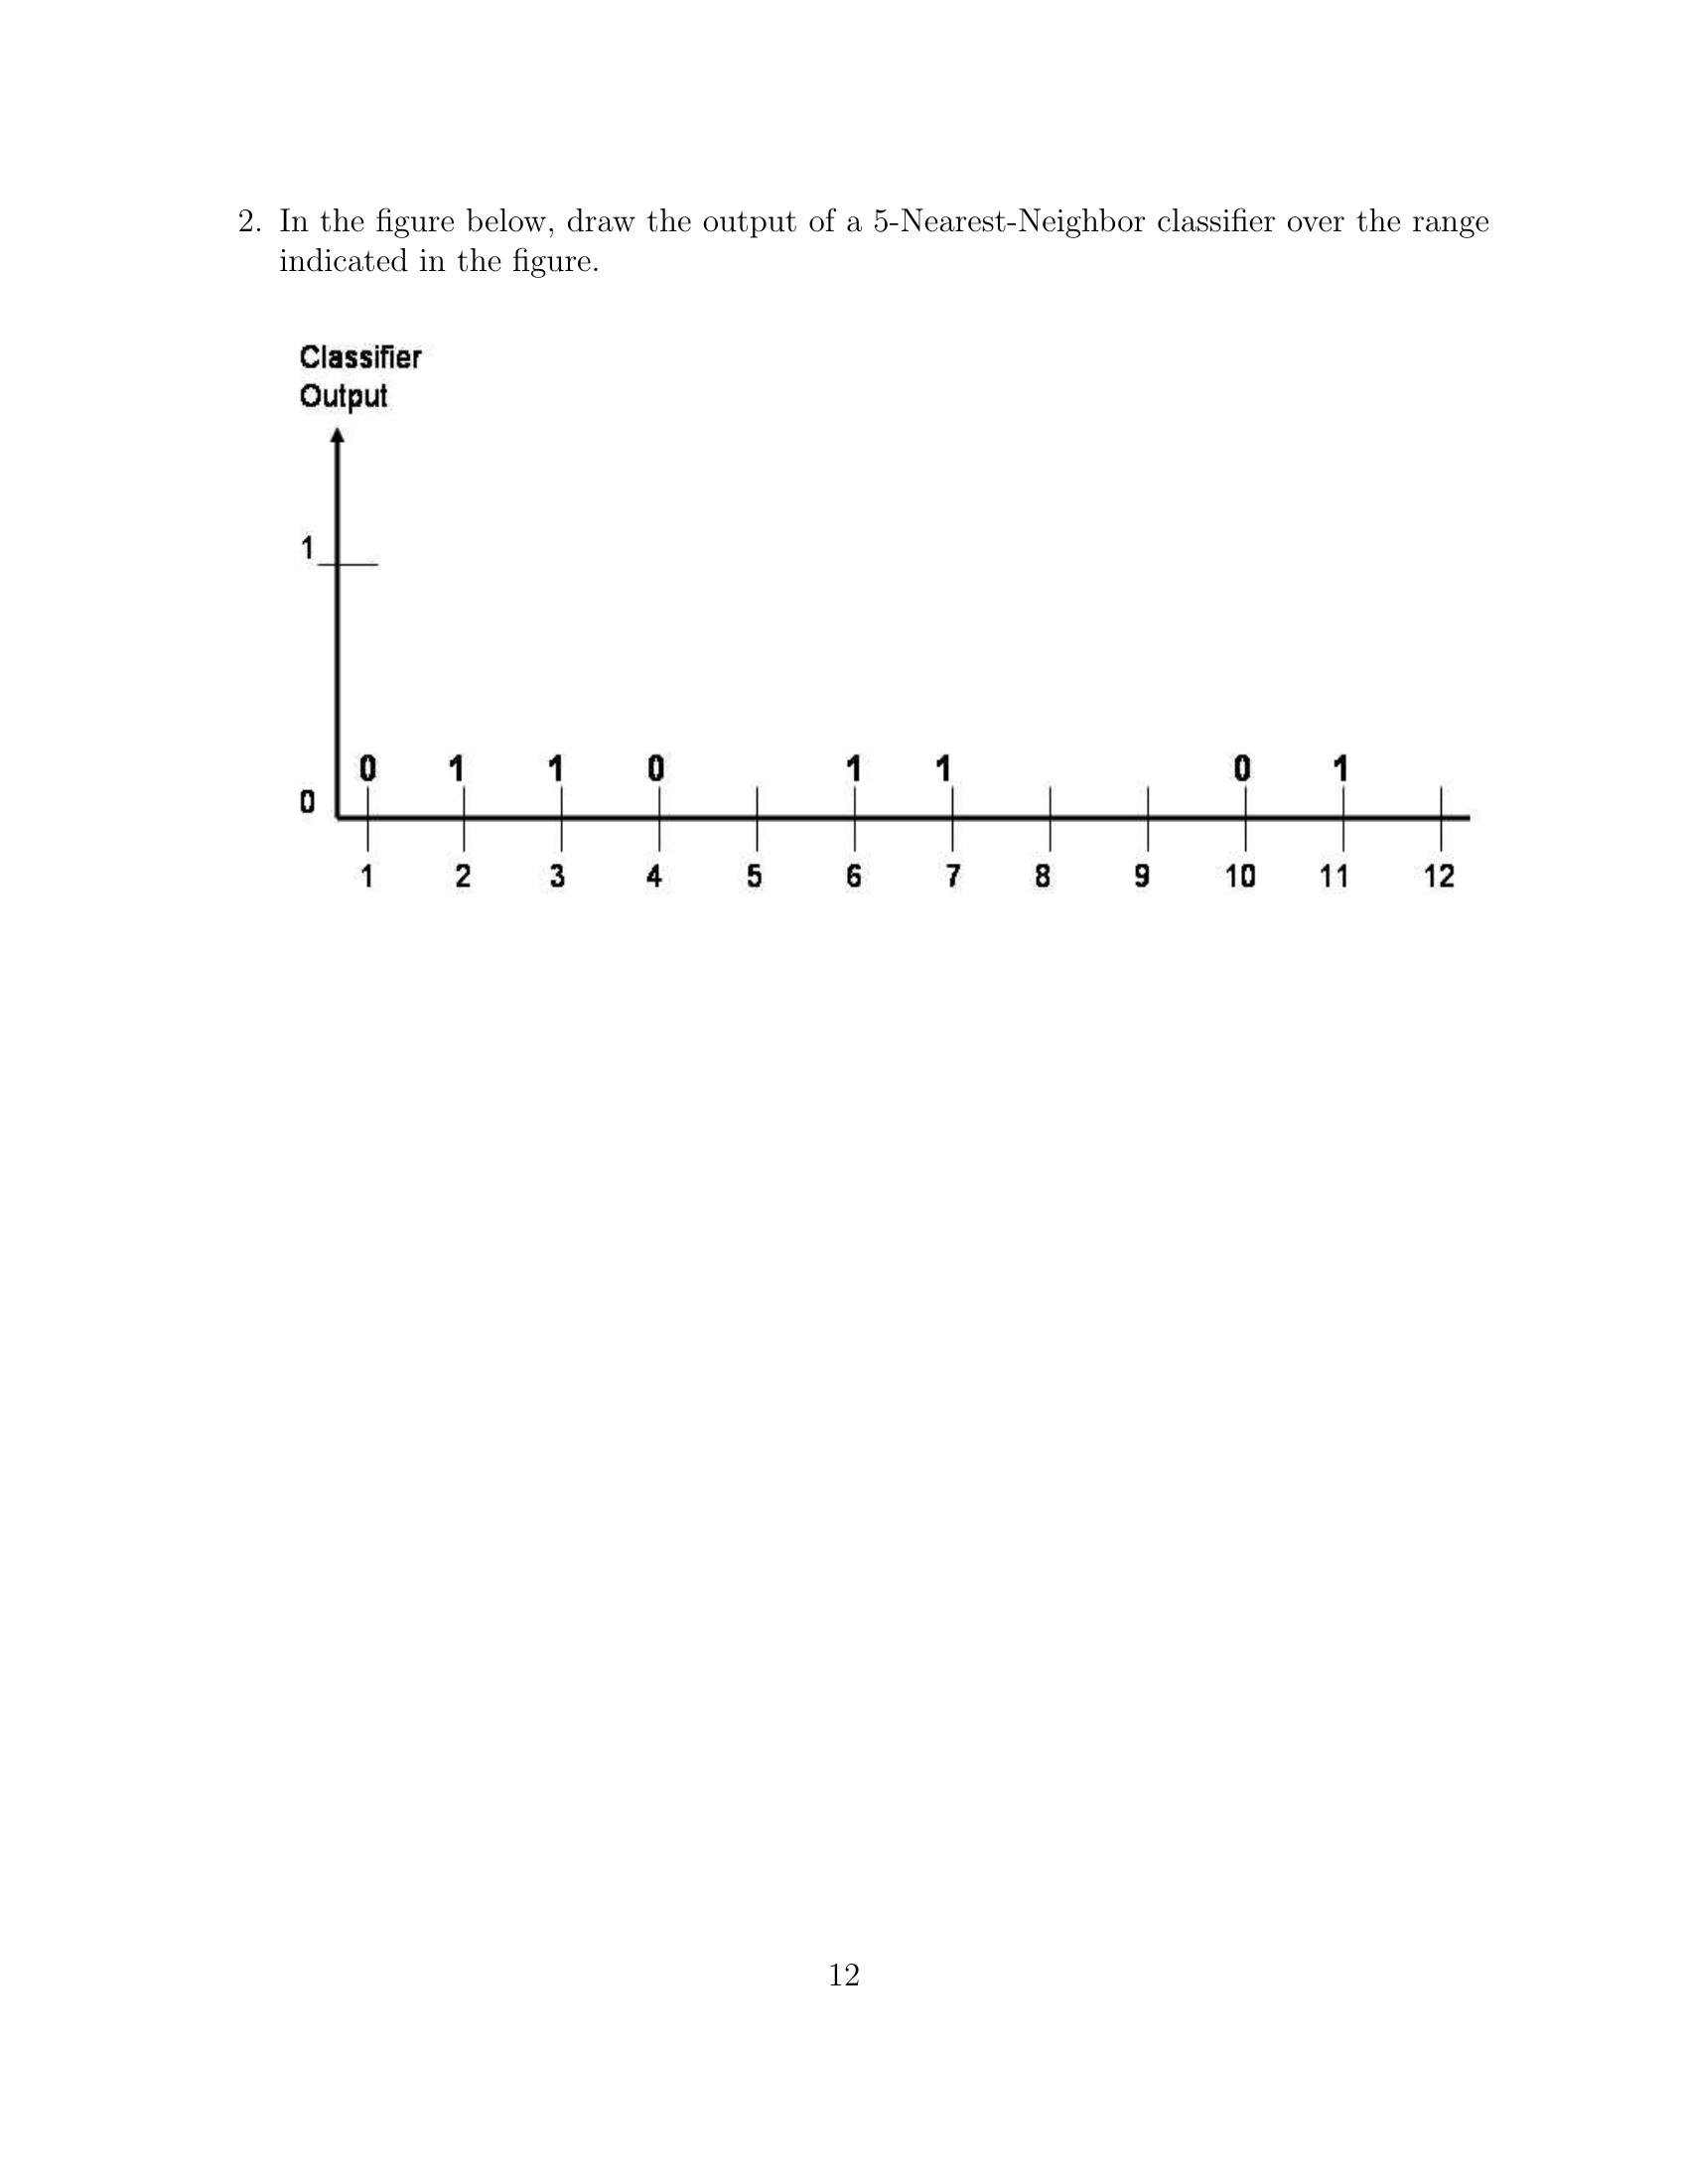 2. In the figure below, draw the output of a 5-Nearest-Neighbor classifier over the range
indicated in the figure.
Classifier
Output
1
0 1 1 0 1 1 0 1
0
1 2 3 4 5 6 7 8 9 10 11 12
12